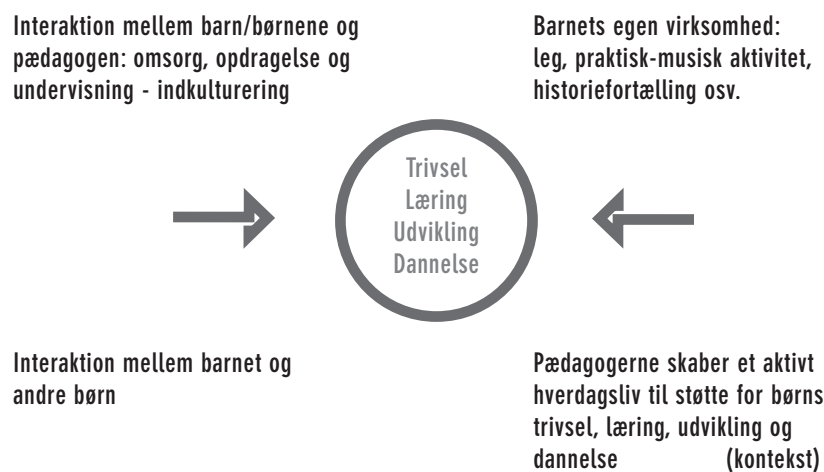 Interaktion mellem barn/børnene og
pædagogen: omsorg, opdragelse og
undervisning - indkulturering
Barnets egen virksomhed:
leg, praktisk-musisk aktivitet,
historiefortælling osv.
Trivsel
Læring
Udvikling
Dannelse
Interaktion mellem barnet og
andre børn
Pædagogerne skaber et aktivt
hverdagsliv til støtte for børns
trivsel, læring, udvikling og
dannelse (kontekst)